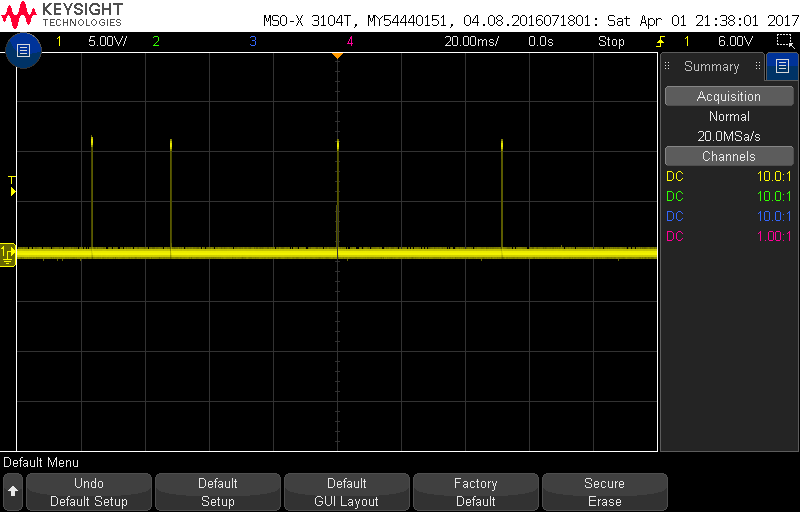 KEYSIGHT
TECHNOLOGIES
MSO-X 3104T, MY54440151, 04.08.2016071801: Sat Apr 01 21:38:01 2017
1 5.00V/ 2 3 4 20.00ms/ 0.0s Stop 1 6.00V
Summary
Acquisition
Normal
20.0MSa/s
Channels
DC 10.0:1
DC 10.0:1
DC 10.0:1
DC 1.00:1
T
1
Default Menu
Undo
Default Setup
Default
Setup
Default
GUI Layout
Factory
Default
Secure
Erase